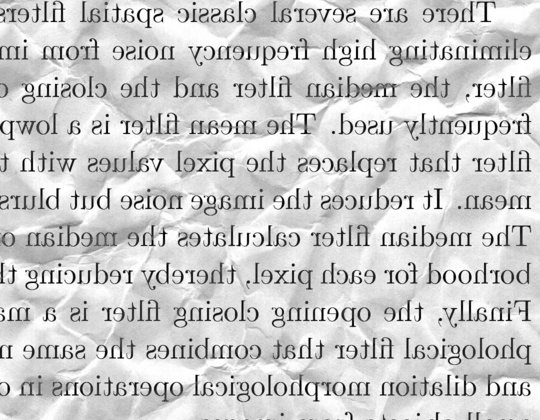 There are several classic spatial filters
eliminating high frequency noise from im
filter, the median filter and the closing o
frequently used. The mean filter is a lowp
filter that replaces the pixel values with t
mean. It reduces the image noise but blurs
The median filter calculates the median o
borhood for each pixel, thereby reducing th
Finally, the opening closing filter is a ma
phological filter that combines the same n
and dilation morphological operations in o